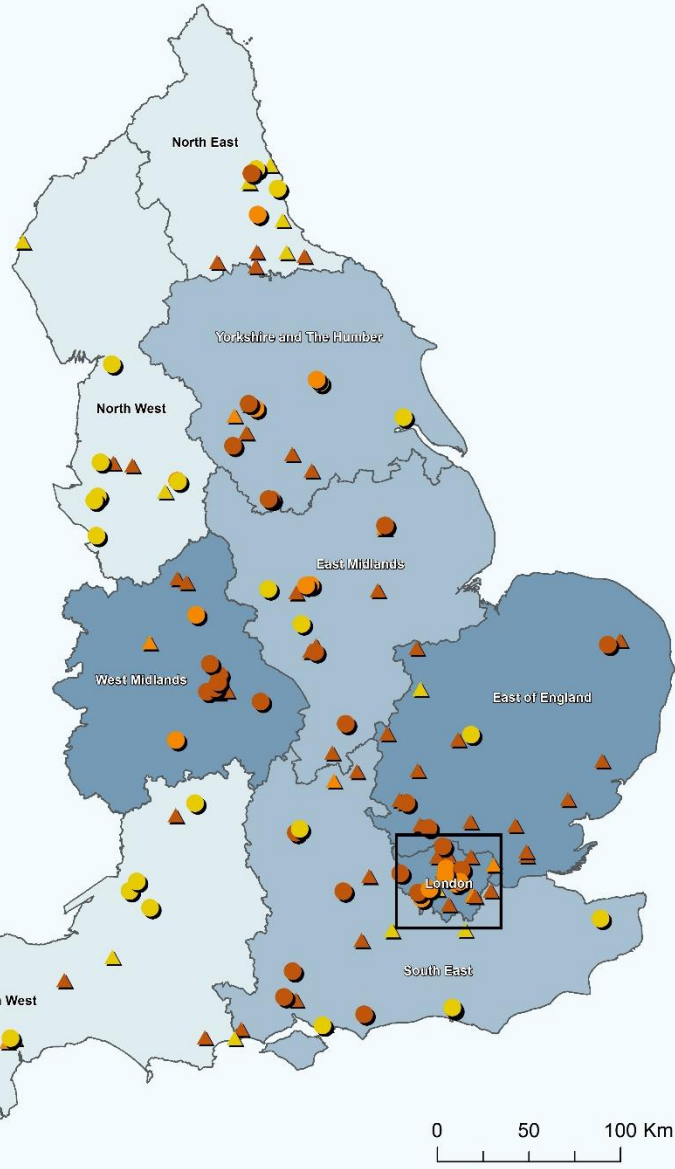 North East
Yorkshire and The Humber
North West
East Midlands
West Midlands
East of England
London
South East
West
0 50 100 Km